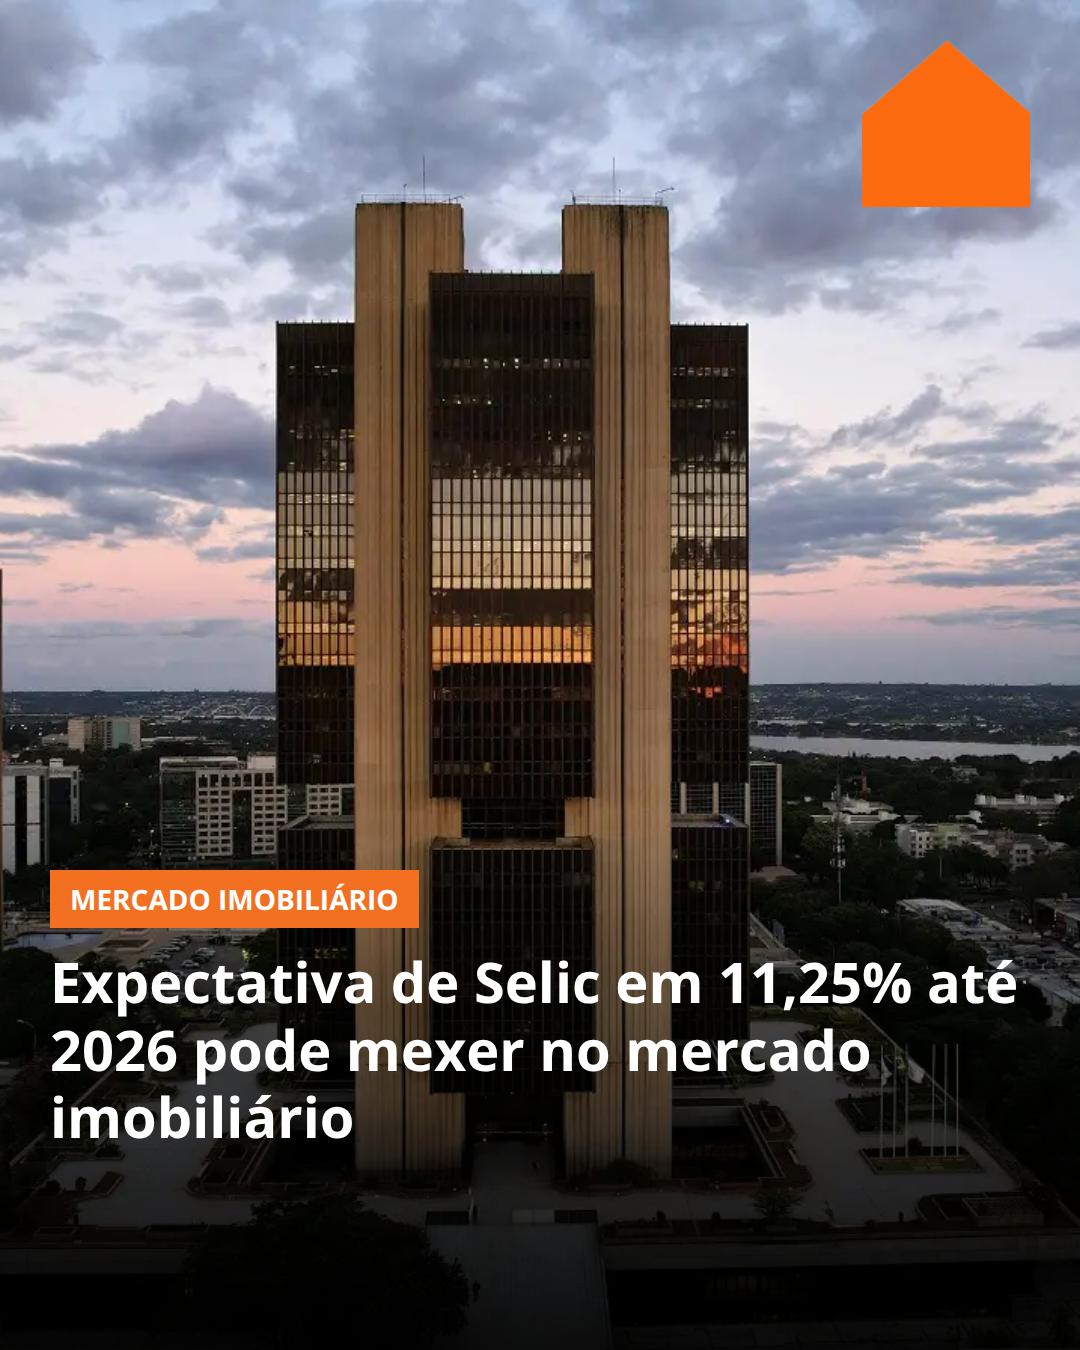 MERCADO IMOBILIÁRIO
Expectativa de Selic em 11,25% até
2026 pode mexer no mercado
imobiliário